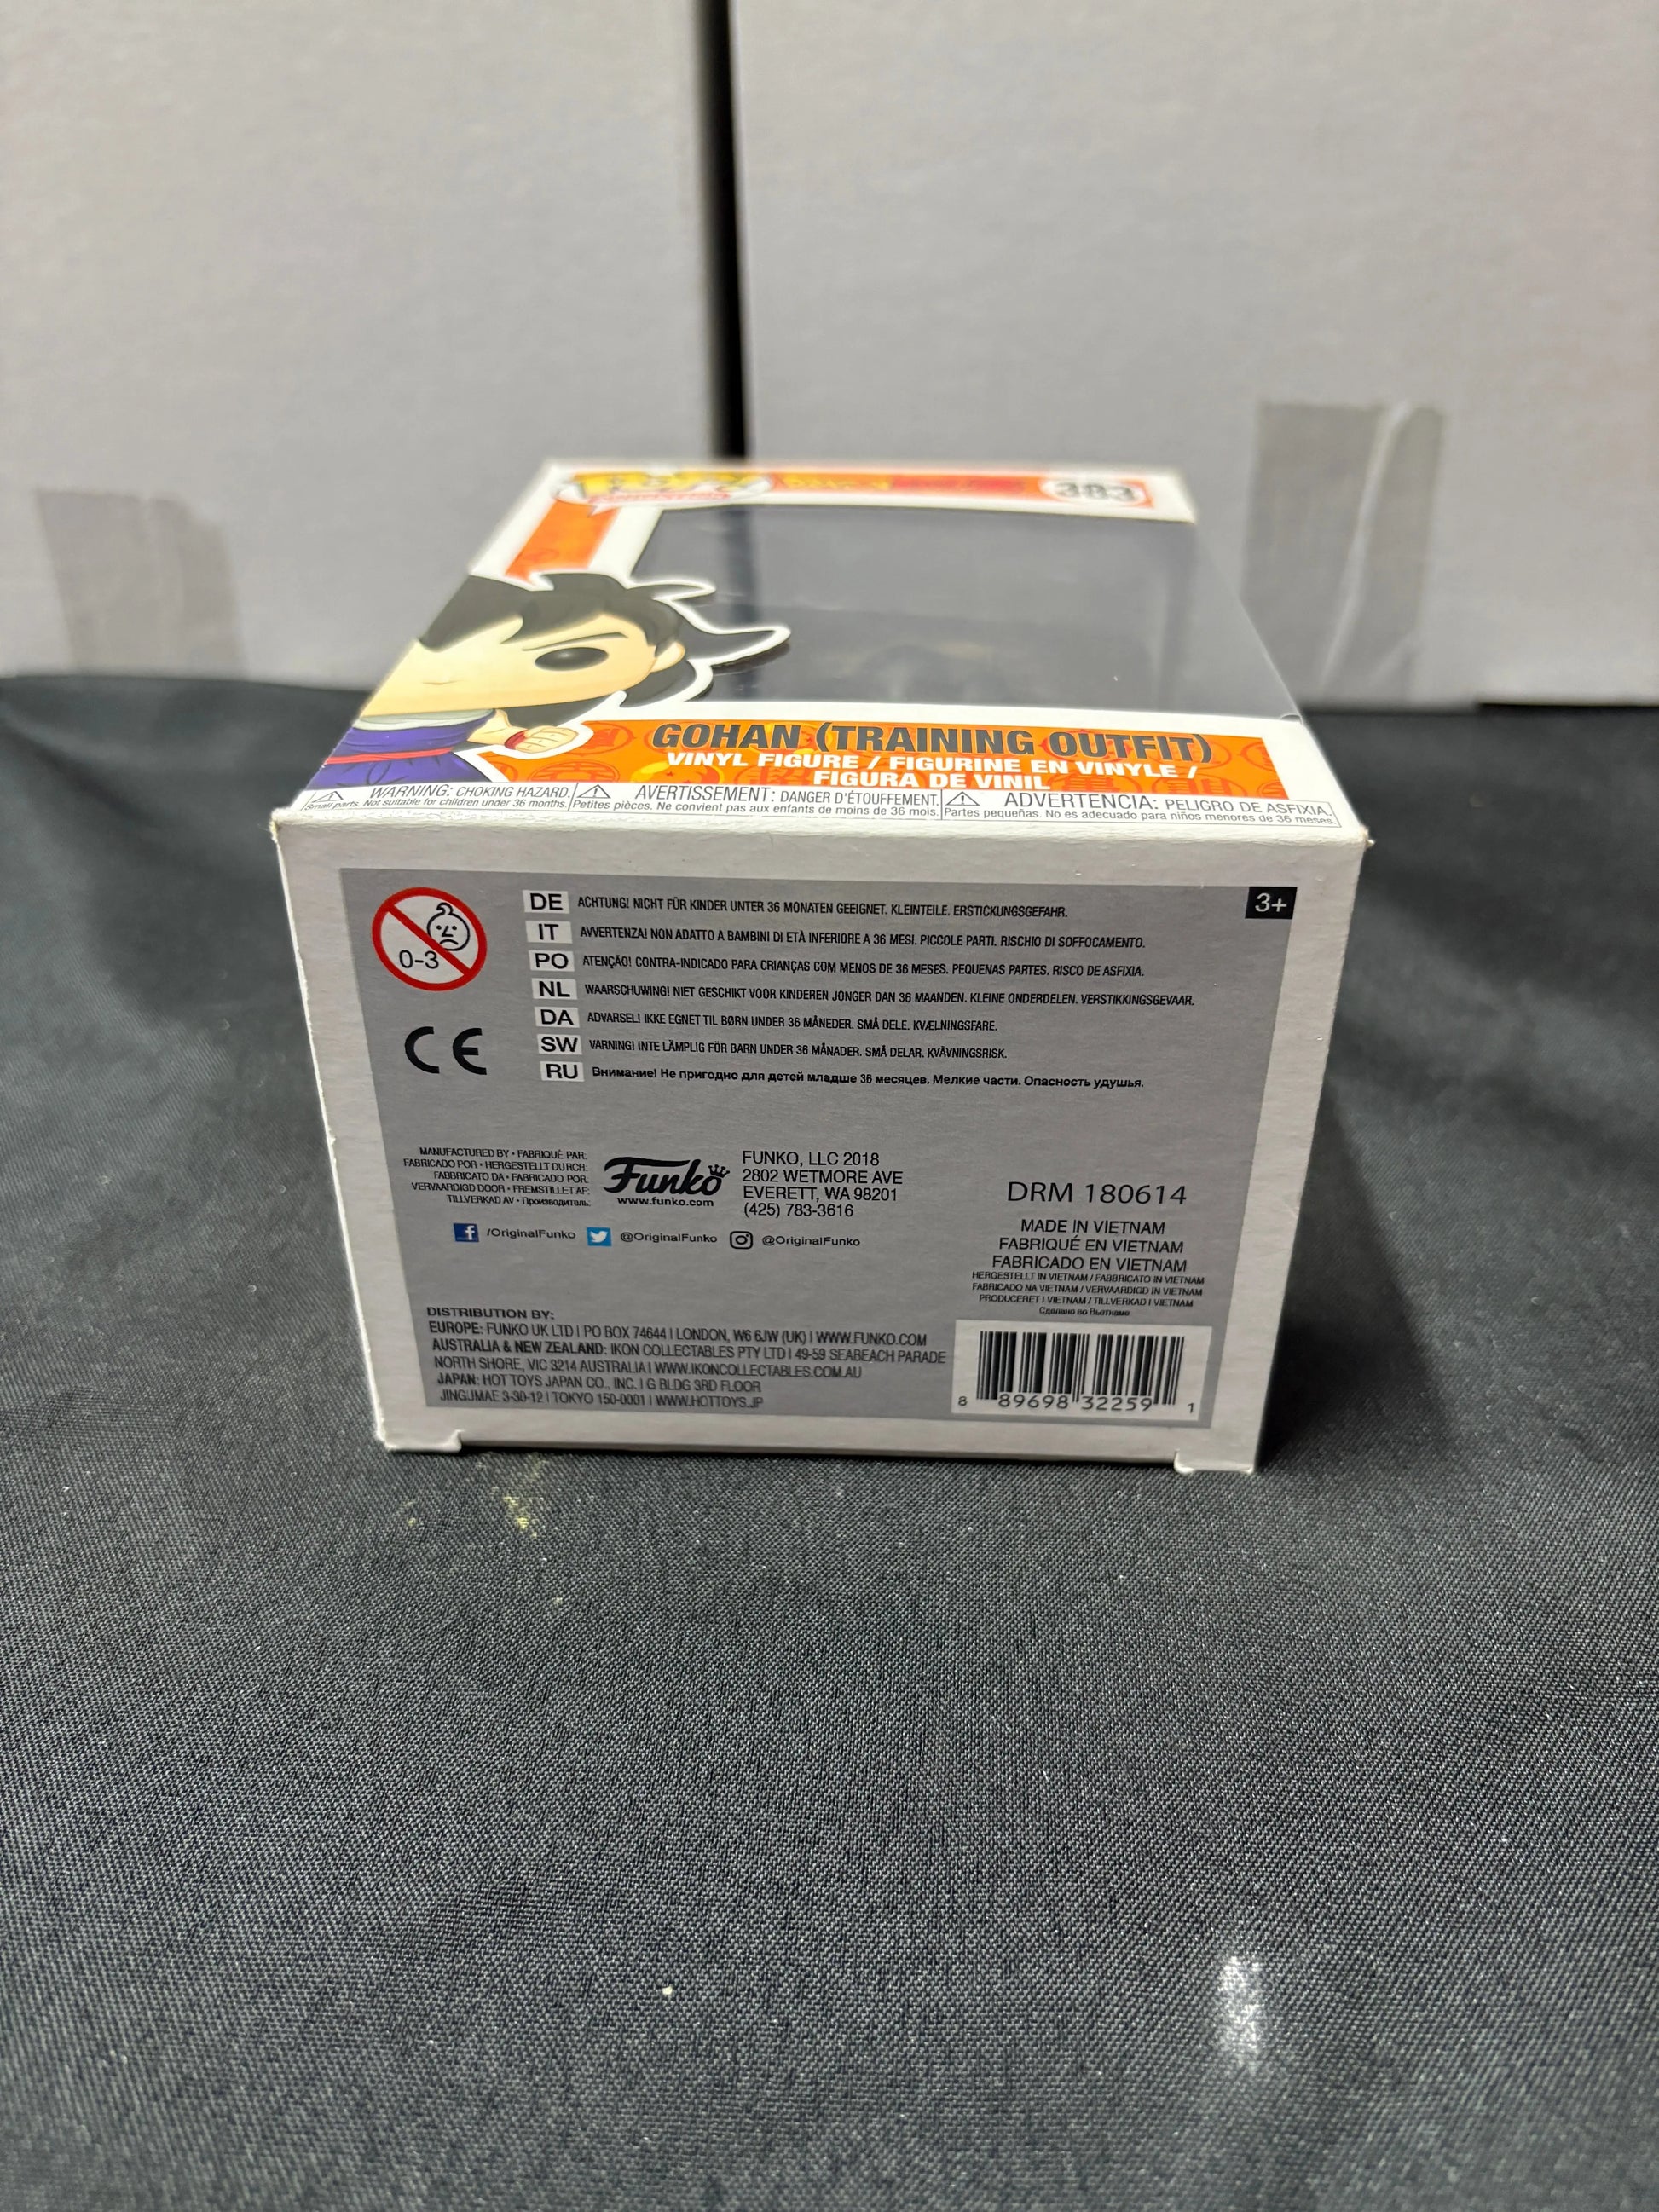 POP!
383
GOHAN (TRAINING OUTFIT)
VINYL FIGURE / FIGURINE EN VINYLE /
FIGURA DE VINIL
WARNING: CHOKING HAZARD.
Small parts. Not suitable for children under 36 months.
AVERTISSEMENT: DANGER D'ÉTOUFFEMENT.
Petites pièces. Ne convient pas aux enfants de moins de 36 mois.
ADVERTENCIA: PELIGRO DE ASFIXIA.
Partes pequeñas. No es adecuado para niños menores de 36 meses.
0-3
3+
DE ACHTUNG! NICHT FÜR KINDER UNTER 36 MONATEN GEEIGNET. KLEINTEILE. ERSTICKUNGSGEFAHR.
IT AVVERTENZA! NON ADATTO A BAMBINI DI ETÀ INFERIORE A 36 MESI. PICCOLE PARTI. RISCHIO DI SOFFOCAMENTO.
PO ATENÇÃO! CONTRA-INDICADO PARA CRIANÇAS COM MENOS DE 36 MESES. PEQUENAS PARTES. RISCO DE ASFIXIA.
NL WAARSCHUWING! NIET GESCHIKT VOOR KINDEREN JONGER DAN 36 MAANDEN. KLEINE ONDERDELEN. VERSTIKKINGSGEVAAR.
DA ADVARSEL! IKKE EGNET TIL BØRN UNDER 36 MÅNEDER. SMÅ DELE. KVÆLNINGSFARE.
SW VARNING! INTE LÄMPLIG FÖR BARN UNDER 36 MÅNADER. SMÅ DELAR. KVÄVNINGSRISK.
RU Внимание! Не пригодно для детей младше 36 месяцев. Мелкие части. Опасность удушья.
CE
MANUFACTURED BY • FABRIQUÉ PAR:
FABRICADO POR • HERGESTELLT DURCH:
FABBRICATO DA • FABRICADO POR:
VERVAARDIGD DOOR • FREMSTILLET AF:
TILLVERKAD AV • Производитель:
Funko
www.funko.com
FUNKO, LLC 2018
2802 WETMORE AVE
EVERETT, WA 98201
(425) 783-3616
/OriginalFunko @OriginalFunko @OriginalFunko
DRM 180614
MADE IN VIETNAM
FABRIQUÉ EN VIETNAM
FABRICADO EN VIETNAM
HERGESTELLT IN VIETNAM / FABBRICATO IN VIETNAM
FABRICADO NA VIETNAM / VERVAARDIGD IN VIETNAM
PRODUCERET I VIETNAM / TILLVERKAD I VIETNAM
Сделано во Вьетнаме
DISTRIBUTION BY:
EUROPE: FUNKO UK LTD | PO BOX 74644 | LONDON, W6 6JW (UK) | WWW.FUNKO.COM
AUSTRALIA & NEW ZEALAND: IKON COLLECTABLES PTY LTD | 49-59 SEABEACH PARADE
NORTH SHORE, VIC 3214 AUSTRALIA | WWW.IKONCOLLECTABLES.COM.AU
JAPAN: HOT TOYS JAPAN CO., INC. | G BLDG 3RD FLOOR
JINGUMAE 3-30-12 | TOKYO 150-0001 | WWW.HOTTOYS.JP
8 89698 32259 1